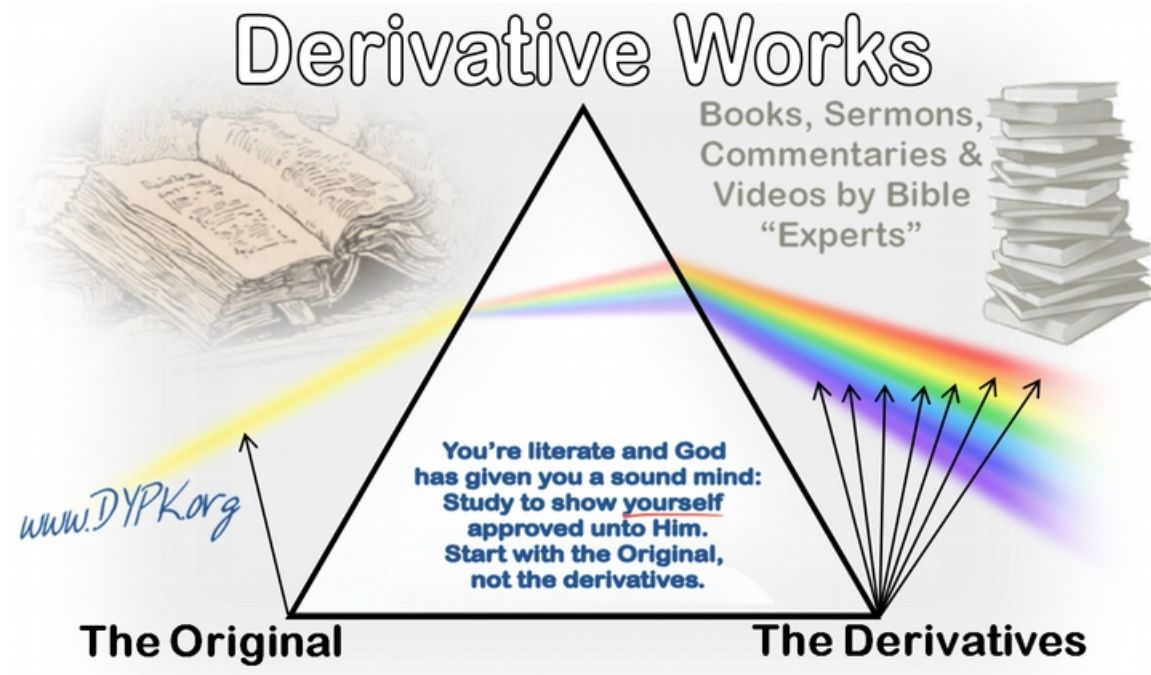 Derivative Works
Books, Sermons,
Commentaries &
Videos by Bible
“Experts”
You’re literate and God
has given you a sound mind:
Study to show yourself
approved unto Him.
Start with the Original,
not the derivatives.
www.DYPK.org
The Original
The Derivatives